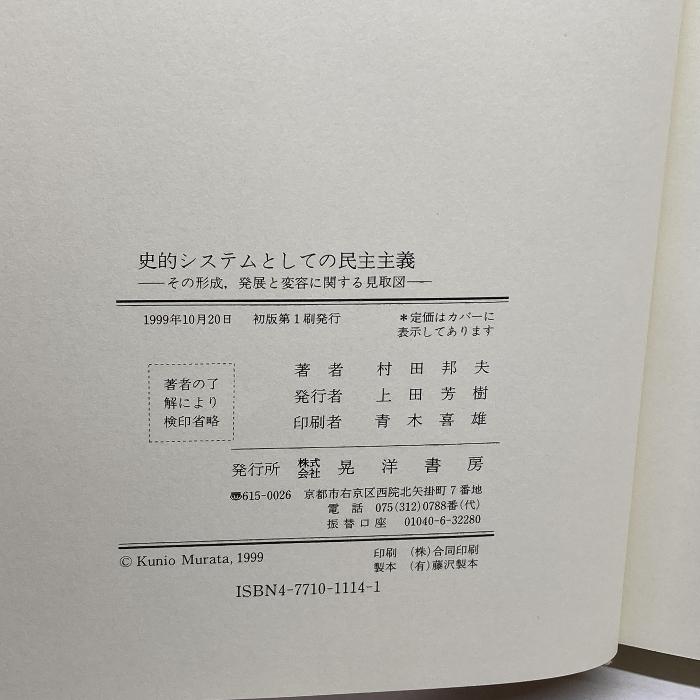 史的システムとしての民主主義
——その形成，発展と変容に関する見取図——
1999年10月20日　初版第1刷発行
＊定価はカバーに
表示してあります
著者の了
解により
検印省略
著　者　村　田　邦　夫
発行者　上　田　芳　樹
印刷者　青　木　喜　雄
発行所　株式会社　晃　洋　書　房
〠615-0026　京都市右京区西院北矢掛町7番地
電　話　075(312)0788番(代)
振替口座　01040-6-32280
© Kunio Murata, 1999
印刷　(株)合同印刷
製本　(有)藤沢製本
ISBN4-7710-1114-1